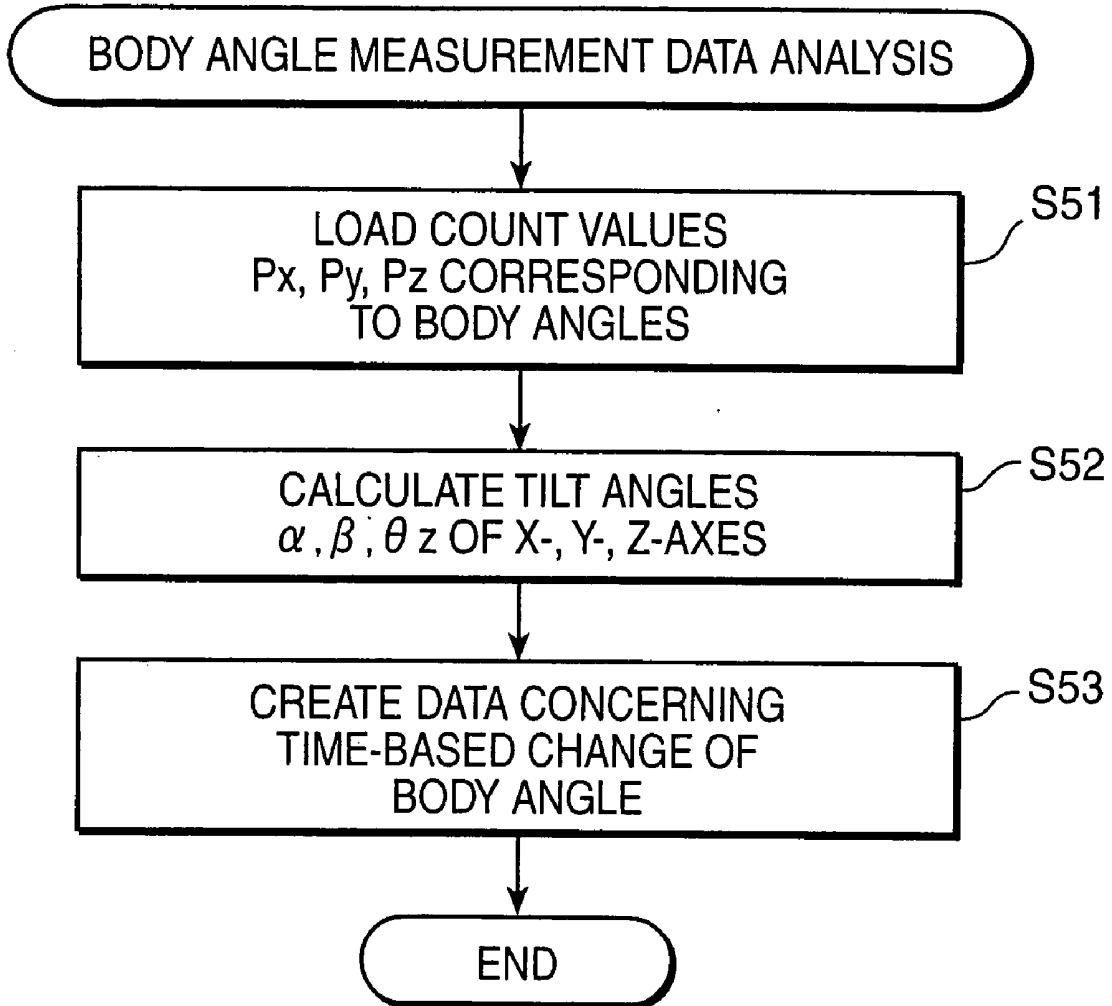 BODY ANGLE MEASUREMENT DATA ANALYSIS
LOAD COUNT VALUES
Px, Py, Pz CORRESPONDING
TO BODY ANGLES
S51
CALCULATE TILT ANGLES
α, β, θz OF X-, Y-, Z-AXES
S52
CREATE DATA CONCERNING
TIME-BASED CHANGE OF
BODY ANGLE
S53
END